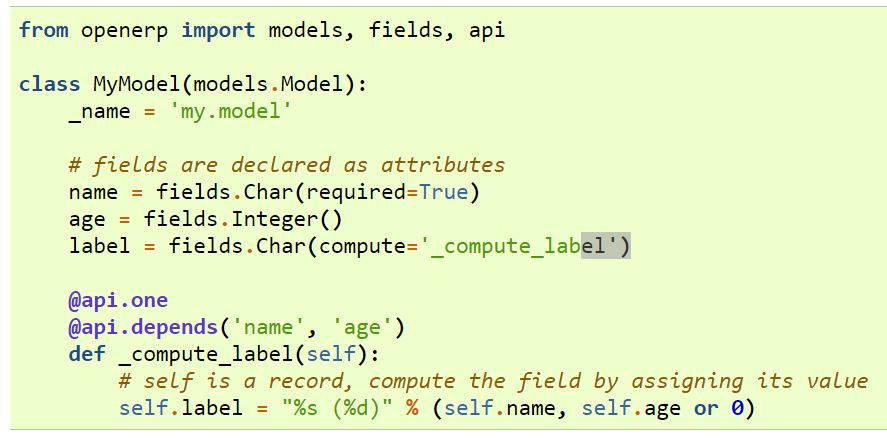 from openerp import models, fields, api
class MyModel(models.Model):
    _name = 'my.model'
    # fields are declared as attributes
    name = fields.Char(required=True)
    age = fields.Integer()
    label = fields.Char(compute='_compute_label')
    @api.one
    @api.depends('name', 'age')
    def _compute_label(self):
        # self is a record, compute the field by assigning its value
        self.label = "%s (%d)" % (self.name, self.age or 0)